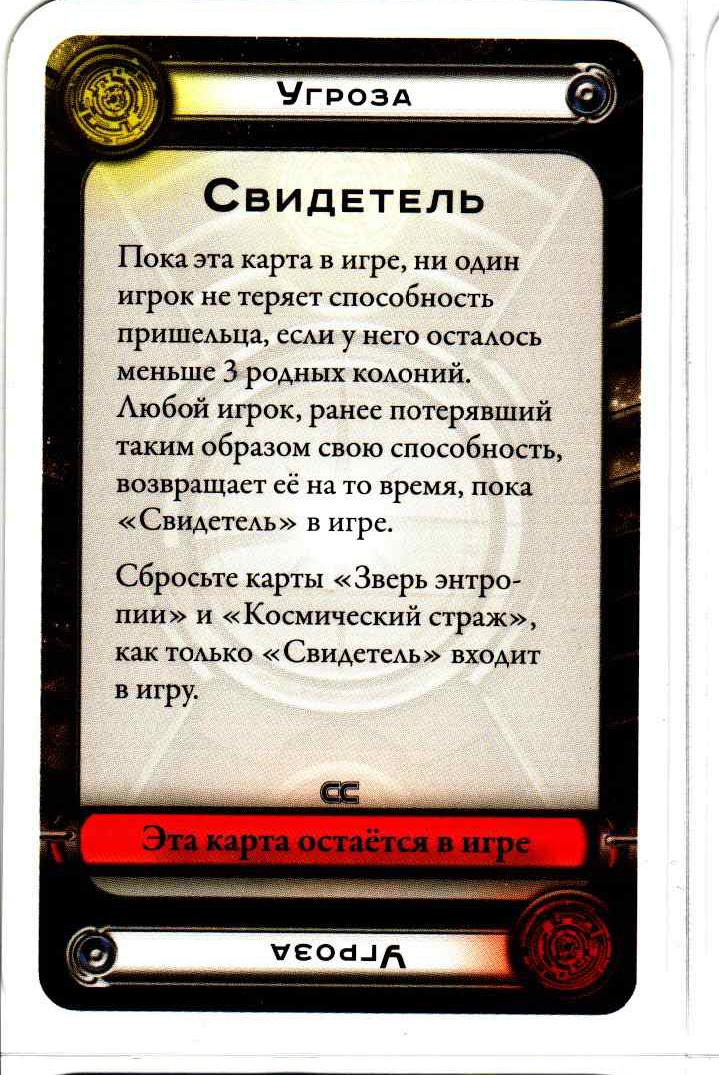 Угроза
Свидетель
Пока эта карта в игре, ни один
игрок не теряет способность
пришельца, если у него осталось
меньше 3 родных колоний.
Любой игрок, ранее потерявший
таким образом свою способность,
возвращает её на то время, пока
«Свидетель» в игре.
Сбросьте карты «Зверь энтро-
пии» и «Космический страж»,
как только «Свидетель» входит
в игру.
CC
Эта карта остаётся в игре
Угроза